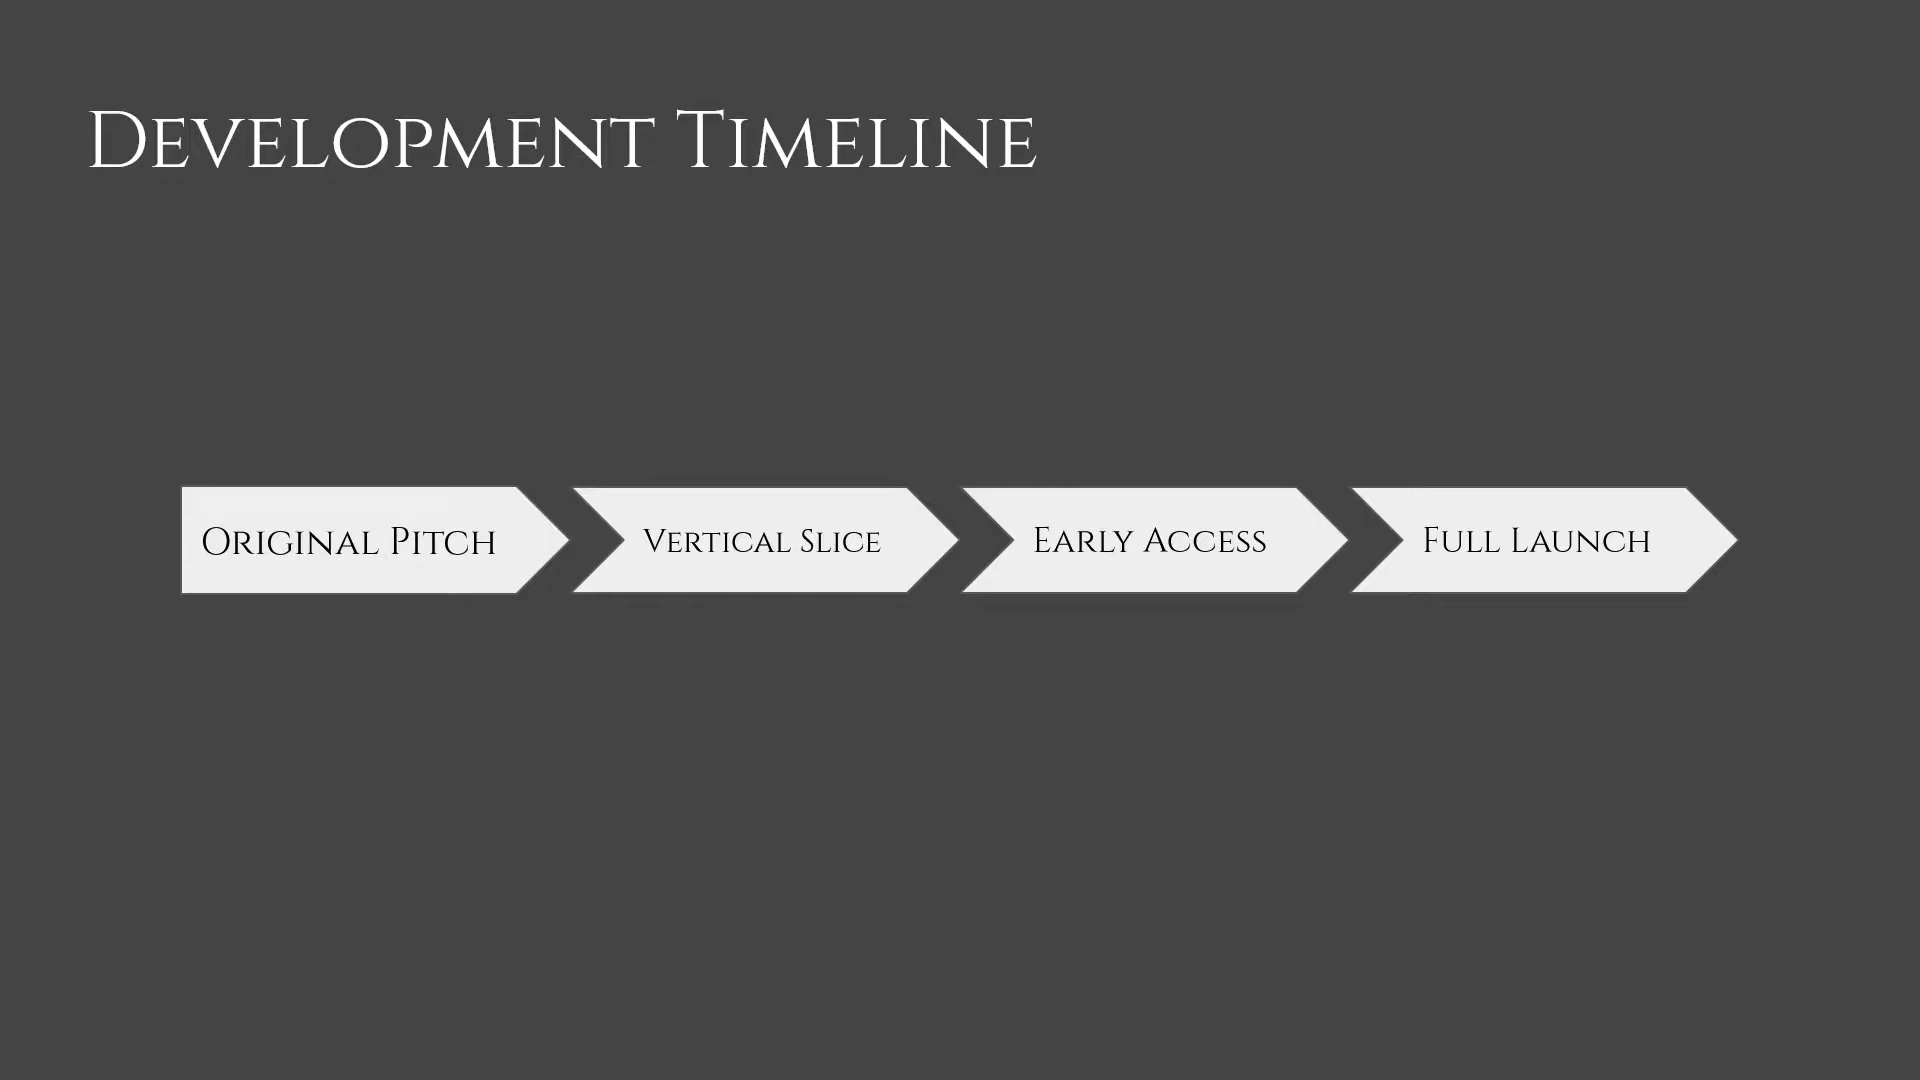 Development Timeline
Original Pitch
Vertical Slice
Early Access
Full Launch